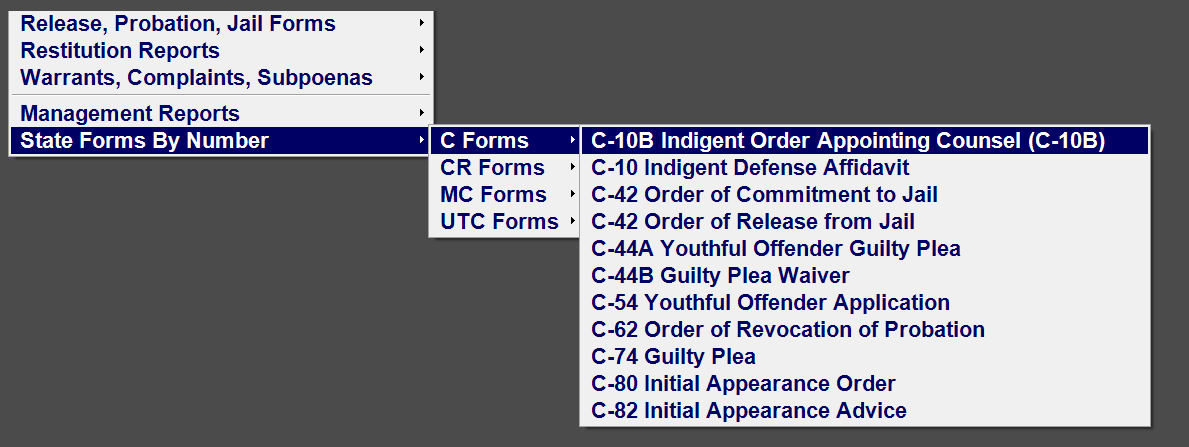 Release, Probation, Jail Forms
Restitution Reports
Warrants, Complaints, Subpoenas
Management Reports
State Forms By Number
C Forms
CR Forms
MC Forms
UTC Forms
C-10B Indigent Order Appointing Counsel (C-10B)
C-10 Indigent Defense Affidavit
C-42 Order of Commitment to Jail
C-42 Order of Release from Jail
C-44A Youthful Offender Guilty Plea
C-44B Guilty Plea Waiver
C-54 Youthful Offender Application
C-62 Order of Revocation of Probation
C-74 Guilty Plea
C-80 Initial Appearance Order
C-82 Initial Appearance Advice